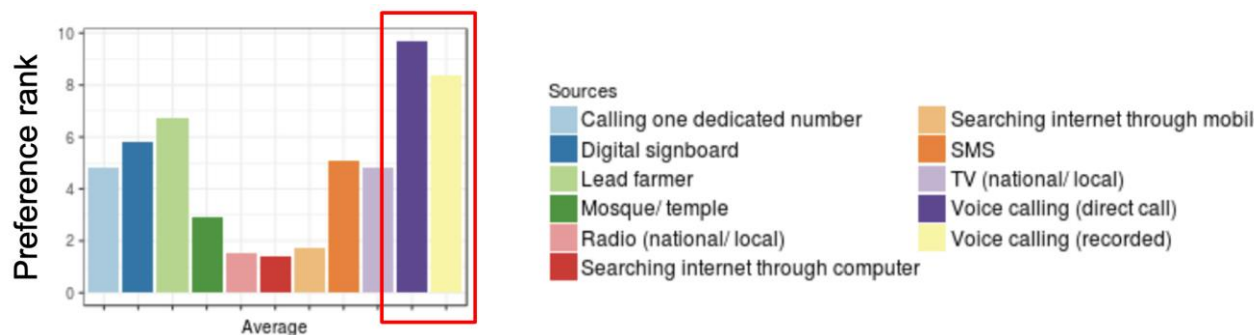 Preference rank
10
8
6
4
2
0
Average
Sources
Calling one dedicated number
Digital signboard
Lead farmer
Mosque/ temple
Radio (national/ local)
Searching internet through computer
Searching internet through mobil
SMS
TV (national/ local)
Voice calling (direct call)
Voice calling (recorded)